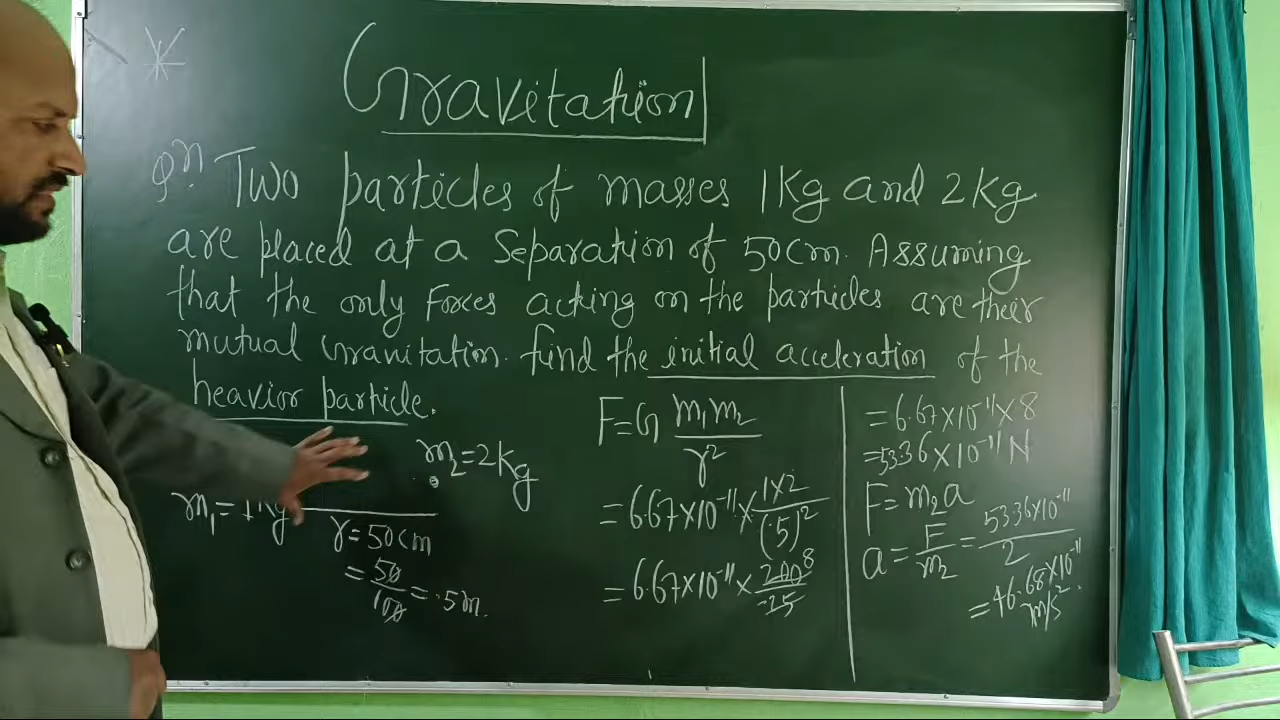 Gravitation
Qn. Two particles of masses 1Kg and 2Kg
are placed at a Separation of 50cm. Assuming
that the only Forces acting on the particles are their
mutual Gravitation. find the initial acceleration of the
heavior particle.
m₁=1Kg
m₂=2Kg
r=50cm
=50/100=.5m.
F=G m₁m₂/r²
=6.67×10⁻¹¹×1×2/(.5)²
=6.67×10⁻¹¹×200 8/.25
=6.67×10⁻¹¹×8
=53.36×10⁻¹¹N
F=m₂a
a=F/m₂=53.36×10⁻¹¹/2
=46.68×10⁻¹¹
m/s².